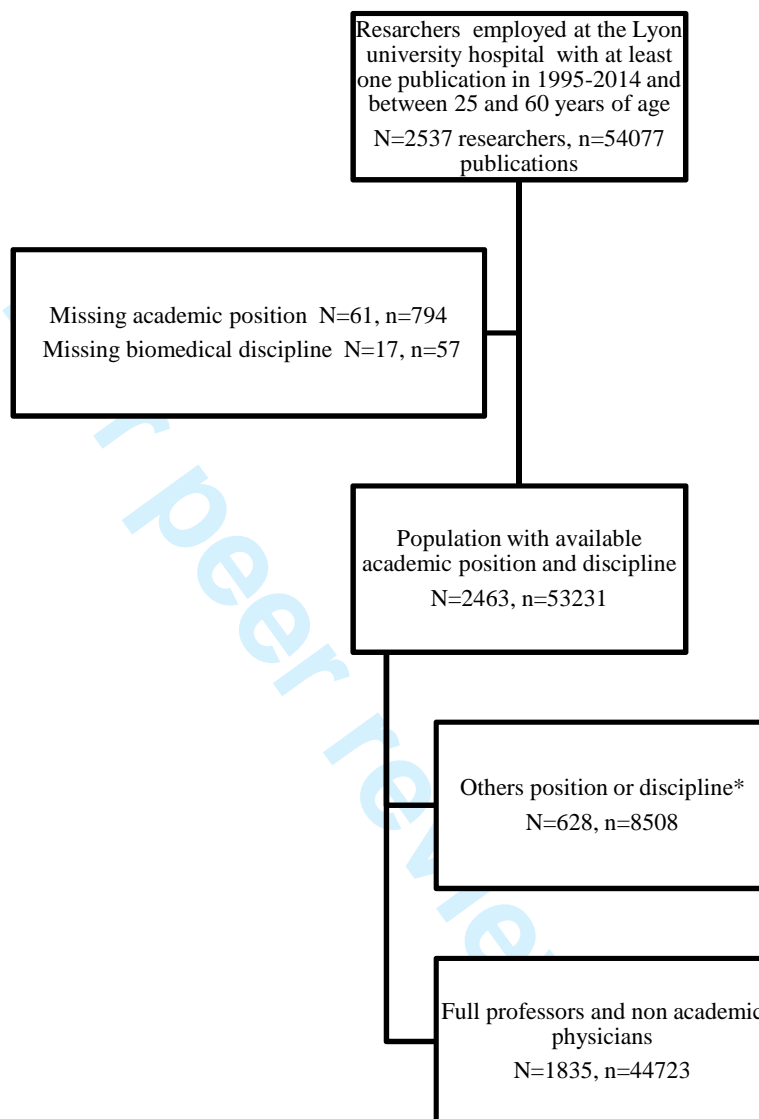 Resarchers employed at the Lyon
university hospital with at least
one publication in 1995-2014 and
between 25 and 60 years of age
N=2537 researchers, n=54077
publications
Missing academic position N=61, n=794
Missing biomedical discipline N=17, n=57
Population with available
academic position and discipline
N=2463, n=53231
Others position or discipline*
N=628, n=8508
Full professors and non academic
physicians
N=1835, n=44723
r peer revie